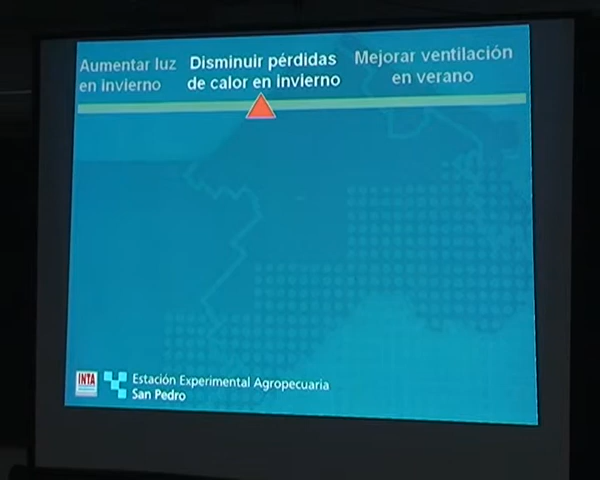 Aumentar luz
en invierno
Disminuir pérdidas
de calor en invierno
Mejorar ventilación
en verano
INTA
Estación Experimental Agropecuaria
San Pedro